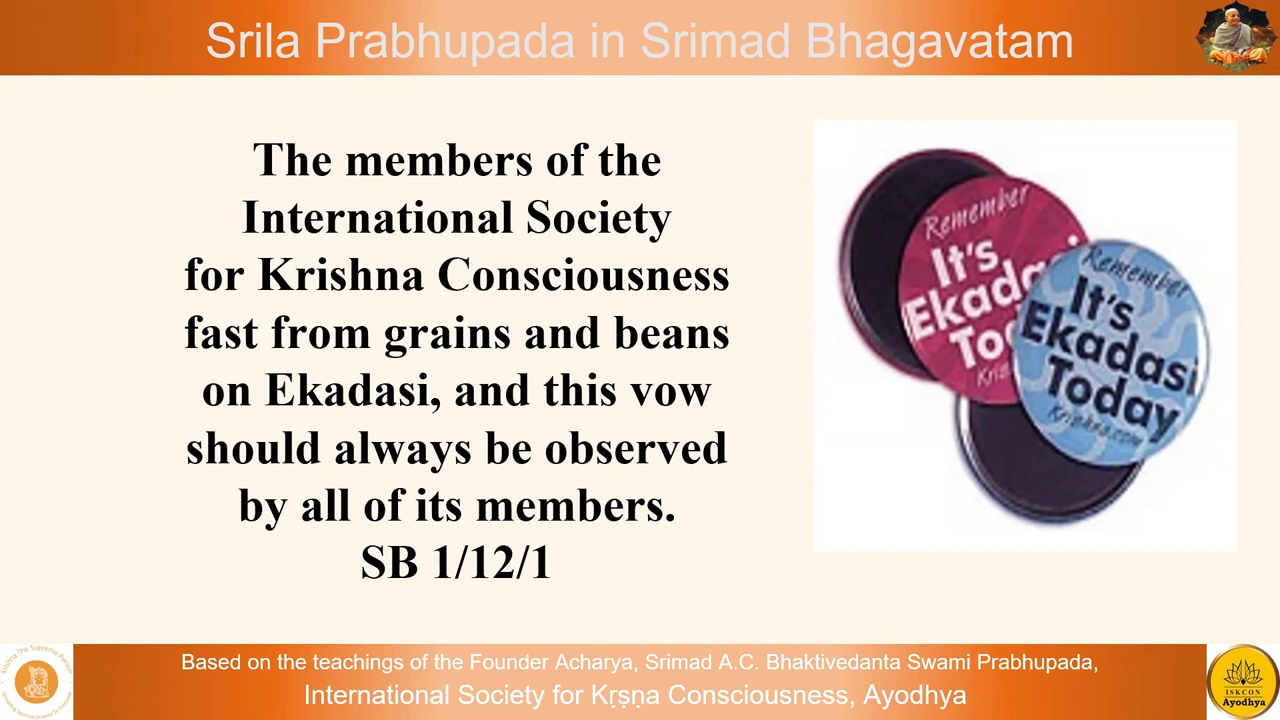 Srila Prabhupada in Srimad Bhagavatam
The members of the
International Society
for Krishna Consciousness
fast from grains and beans
on Ekadasi, and this vow
should always be observed
by all of its members.
SB 1/12/1
Remember
It's
Remember
It's
Ekadasi
Today
Krishna.com
Based on the teachings of the Founder Acharya, Srimad A.C. Bhaktivedanta Swami Prabhupada,
International Society for Kṛṣṇa Consciousness, Ayodhya
Krishna The Supreme
ISKCON
Ayodhya